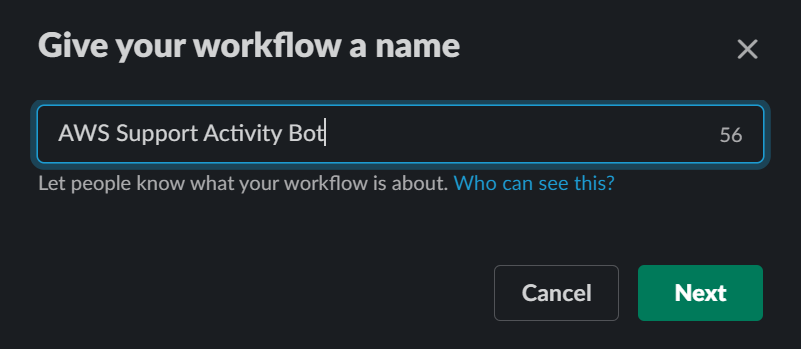 Give your workflow a name
AWS Support Activity Bot
56
Let people know what your workflow is about. Who can see this?
Cancel
Next